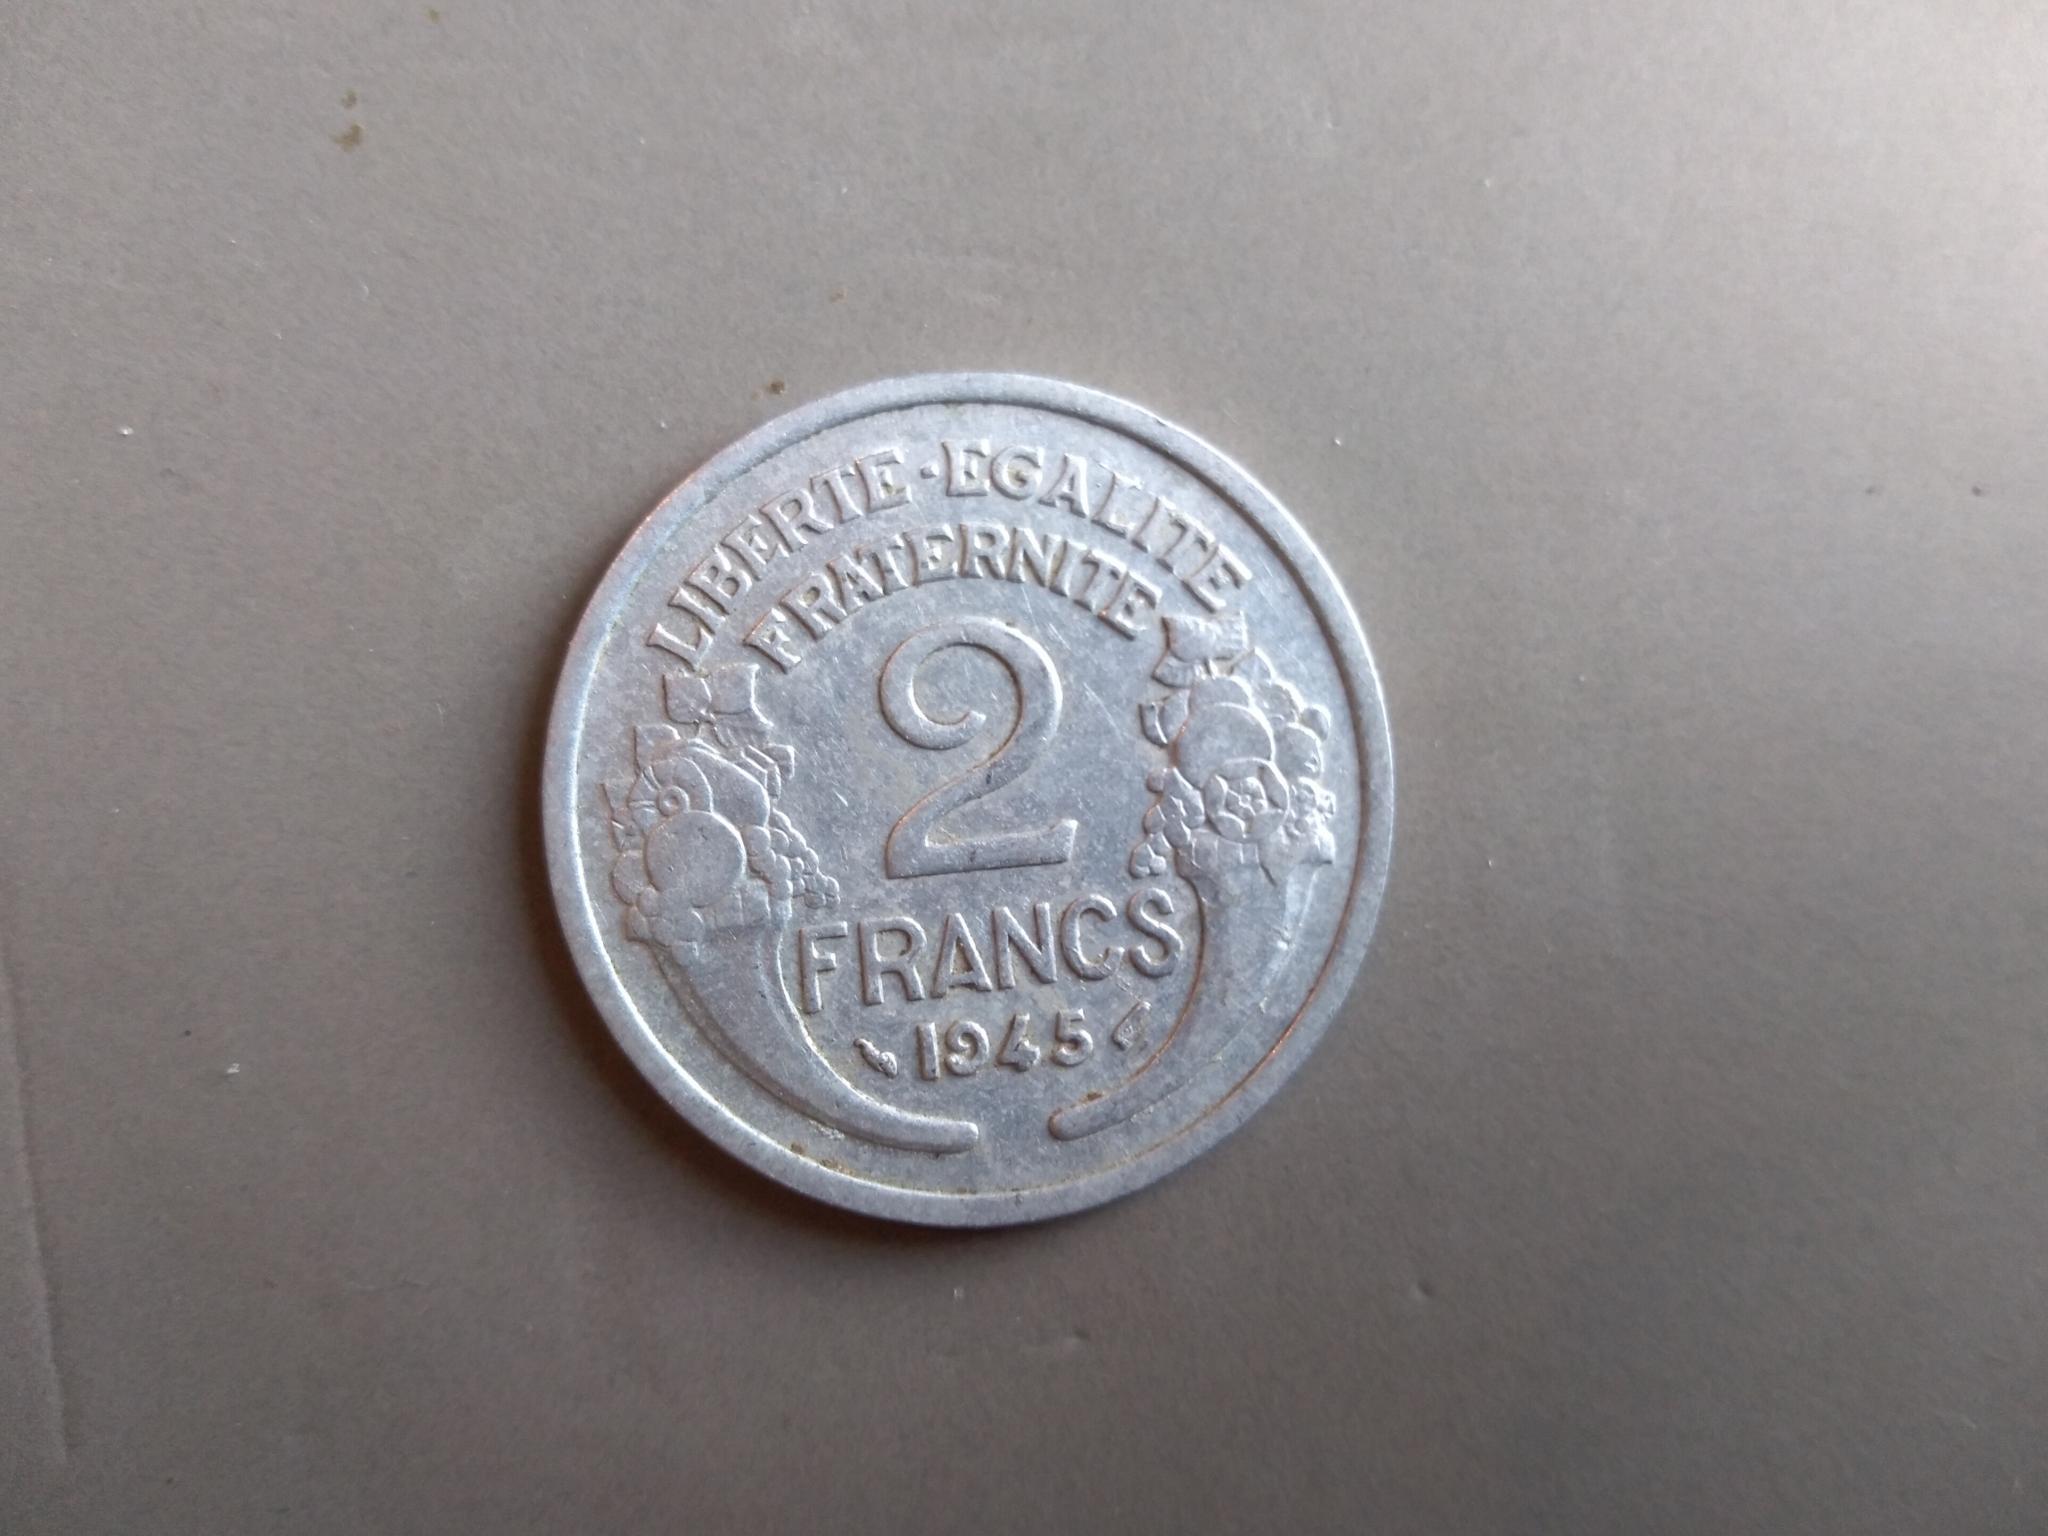 LIBERTE · EGALITE
FRATERNITE
2
FRANCS
1945